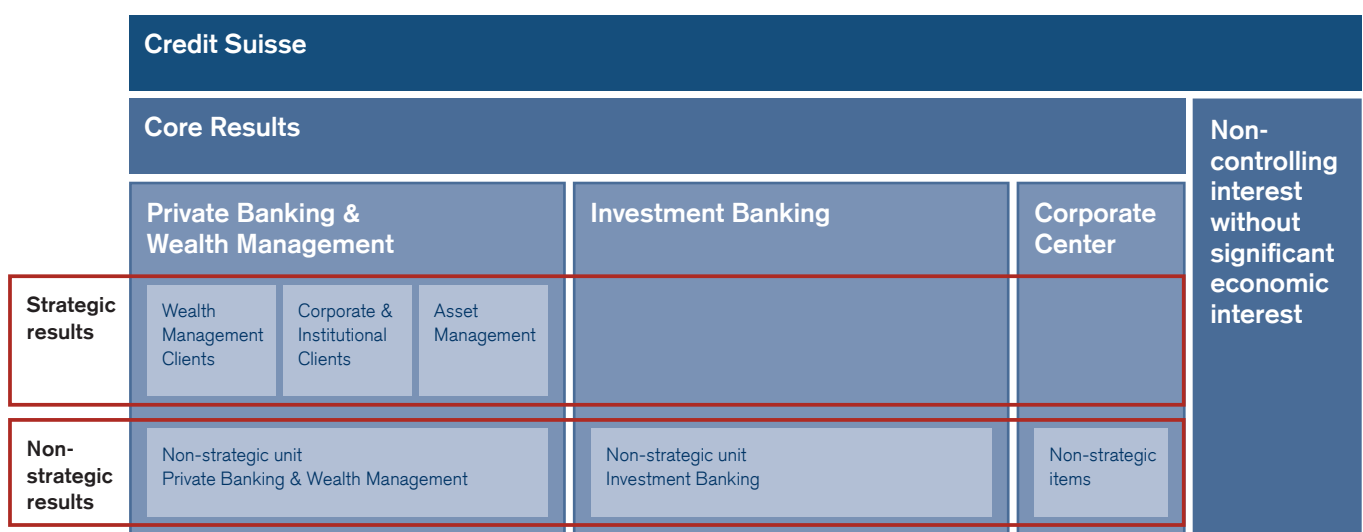 Credit Suisse
Core Results
Non-
controlling
interest
without
significant
economic
interest
Private Banking &
Wealth Management
Investment Banking
Corporate
Center
Strategic
results
Wealth
Management
Clients
Corporate &
Institutional
Clients
Asset
Management
Non-
strategic
results
Non-strategic unit
Private Banking & Wealth Management
Non-strategic unit
Investment Banking
Non-strategic
items